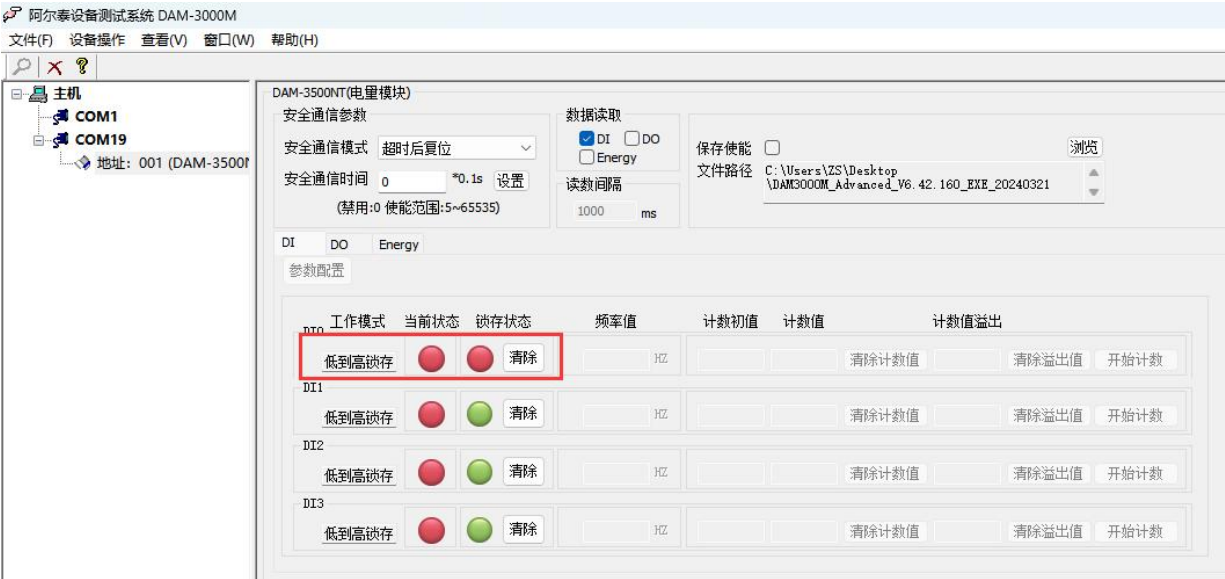 阿尔泰设备测试系统 DAM-3000M
文件(F) 设备操作 查看(V) 窗口(W) 帮助(H)
主机
COM1
COM19
地址: 001 (DAM-3500
DAM-3500NT(电量模块)
安全通信参数
安全通信模式 超时后复位
安全通信时间 0 *0.1s 设置
(禁用:0 使能范围:5~65535)
数据读取
DI DO
Energy
读数间隔
1000 ms
保存使能 浏览
文件路径 C:\Users\ZS\Desktop
\DAM3000M_Advanced_V6.42.160_EXE_20240321
DI DO Energy
参数配置
工作模式 当前状态 锁存状态 频率值 计数初值 计数值 计数值溢出
DI0
低到高锁存 清除 HZ 清除计数值 清除溢出值 开始计数
DI1
低到高锁存 清除 HZ 清除计数值 清除溢出值 开始计数
DI2
低到高锁存 清除 HZ 清除计数值 清除溢出值 开始计数
DI3
低到高锁存 清除 HZ 清除计数值 清除溢出值 开始计数